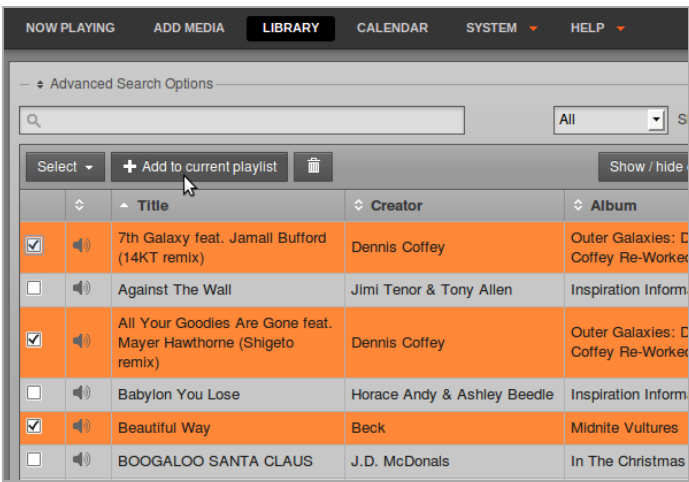 NOW PLAYING ADD MEDIA LIBRARY CALENDAR SYSTEM HELP
Advanced Search Options
All S
Select + Add to current playlist Show / hide
Title Creator Album
7th Galaxy feat. Jamall Bufford
(14KT remix)
Dennis Coffey
Outer Galaxies: D
Coffey Re-Worked
Against The Wall Jimi Tenor & Tony Allen Inspiration Inform
All Your Goodies Are Gone feat.
Mayer Hawthorne (Shigeto
remix)
Dennis Coffey
Outer Galaxies: D
Coffey Re-Worked
Babylon You Lose Horace Andy & Ashley Beedle Inspiration Inform
Beautiful Way Beck Midnite Vultures
BOOGALOO SANTA CLAUS J.D. McDonals In The Christmas